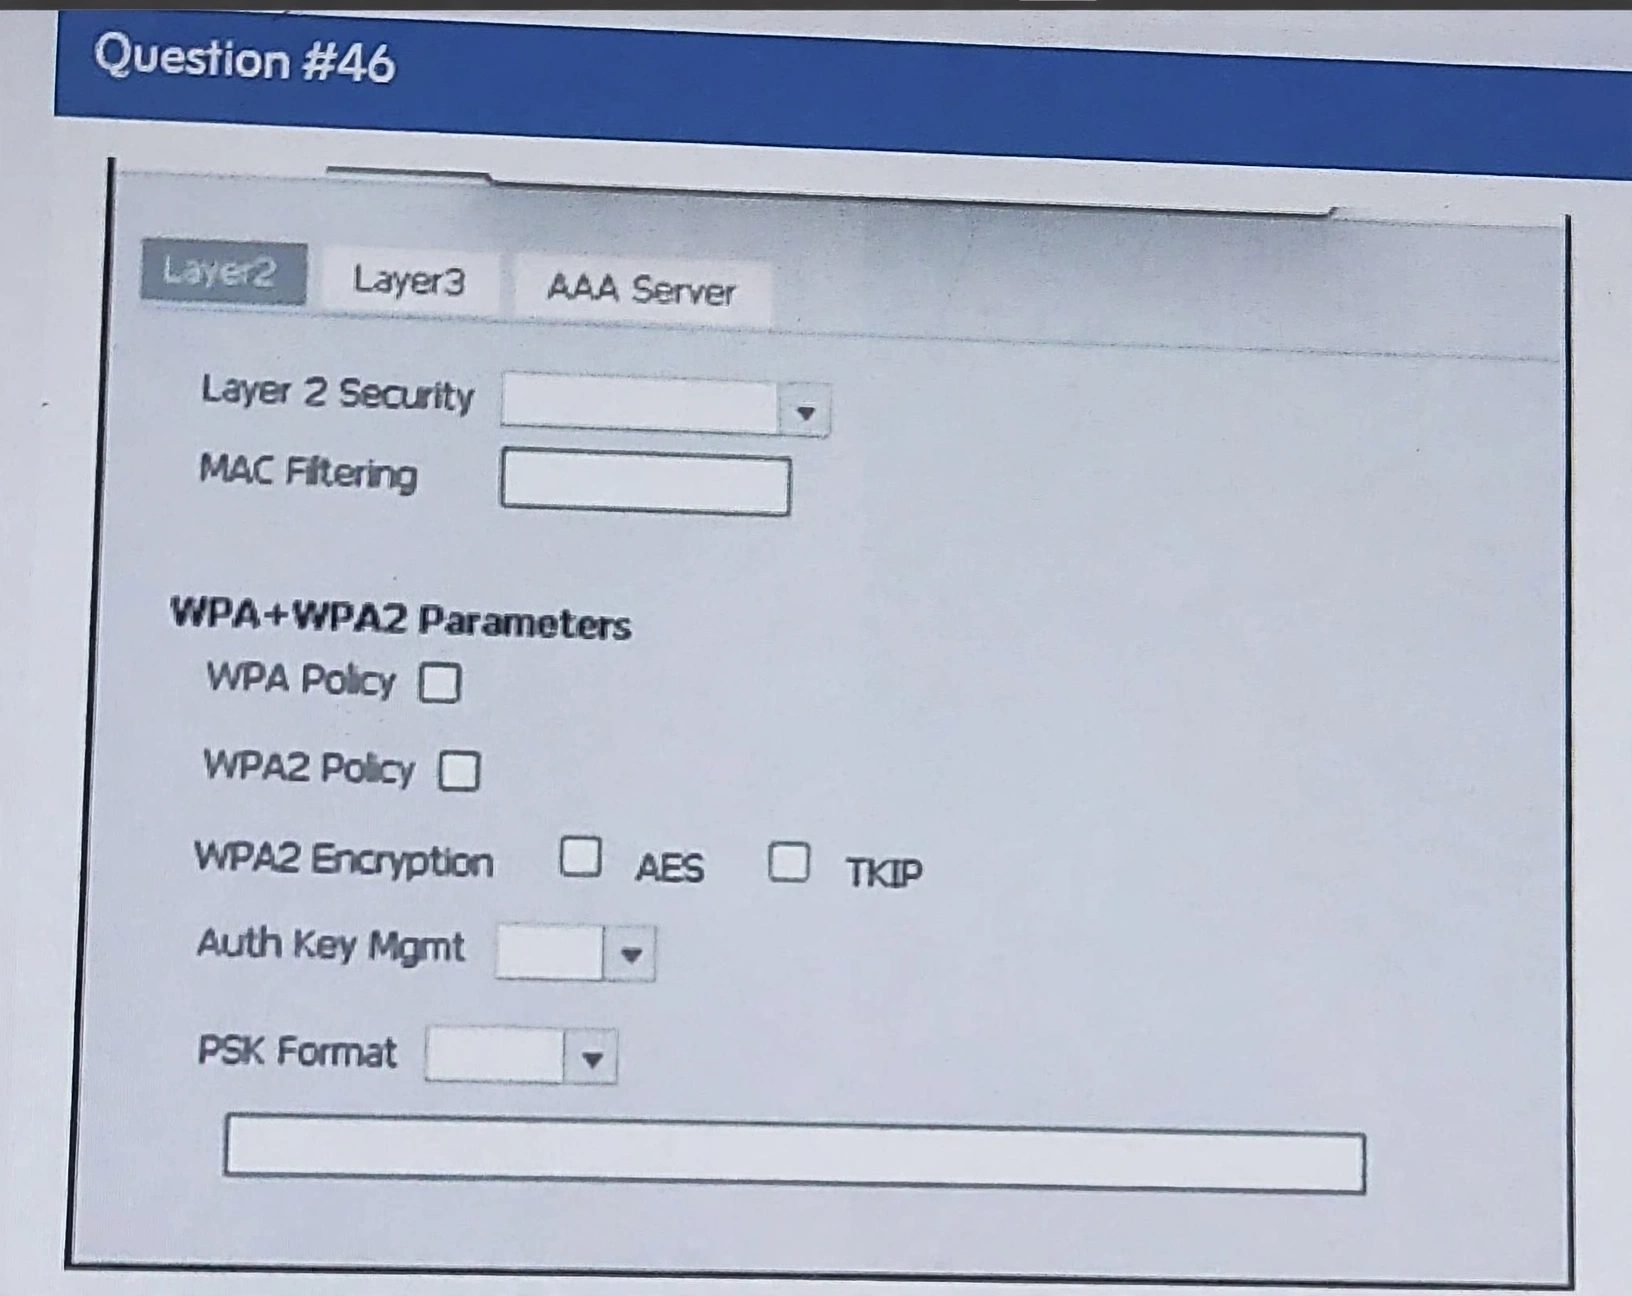 Question #46
Layer2 Layer3 AAA Server
Layer 2 Security
MAC Filtering
WPA+WPA2 Parameters
WPA Policy
WPA2 Policy
WPA2 Encryption AES TKIP
Auth Key Mgmt
PSK Format